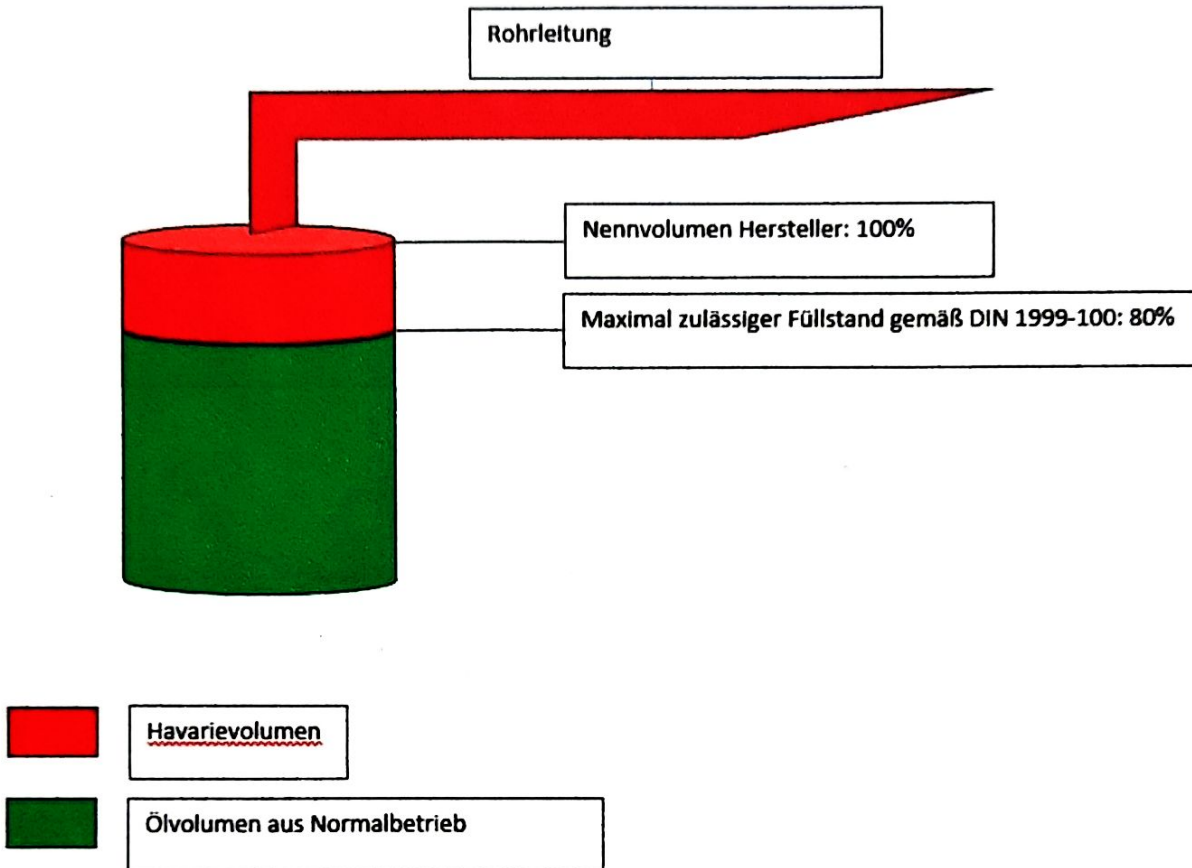 Rohrleitung
Nennvolumen Hersteller: 100%
Maximal zulässiger Füllstand gemäß DIN 1999-100: 80%
Havarievolumen
Ölvolumen aus Normalbetrieb